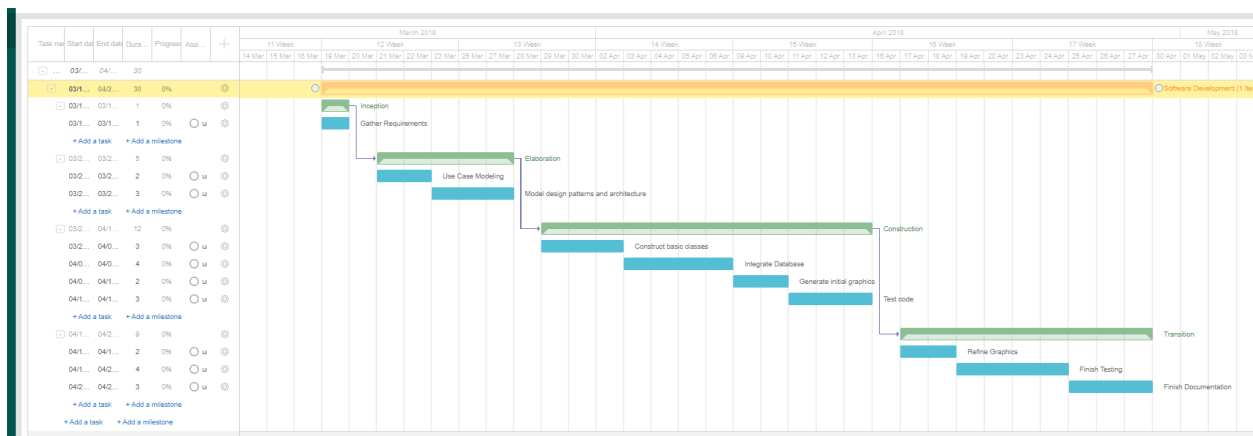 March 2018 April 2018 May 2018
Task nar Start dat End date Dura... Progress Assi...
11 Week 12 Week 13 Week 14 Week 15 Week 16 Week 17 Week 18 Week
14 Mar 15 Mar 16 Mar 19 Mar 20 Mar 21 Mar 22 Mar 23 Mar 26 Mar 27 Mar 28 Mar 29 Mar 30 Mar 02 Apr 03 Apr 04 Apr 05 Apr 06 Apr 09 Apr 10 Apr 11 Apr 12 Apr 13 Apr 16 Apr 17 Apr 18 Apr 19 Apr 20 Apr 23 Apr 24 Apr 25 Apr 26 Apr 27 Apr 30 Apr 01 May 02 May 03 M
... 03/... 04/... 30
03/1... 04/2... 30 0% Software Development (1 Ite
03/1... 03/1... 1 0% Inception
03/1... 03/1... 1 0% u Gather Requirements
+ Add a task + Add a milestone
03/2... 03/2... 5 0% Elaboration
03/2... 03/2... 2 0% u Use Case Modeling
03/2... 03/2... 3 0% u Model design patterns and architecture
+ Add a task + Add a milestone
03/2... 04/1... 12 0% Construction
03/2... 04/0... 3 0% u Construct basic classes
04/0... 04/0... 4 0% u Integrate Database
04/0... 04/1... 2 0% u Generate initial graphics
04/1... 04/1... 3 0% u Test code
+ Add a task + Add a milestone
04/1... 04/2... 9 0% Transition
04/1... 04/1... 2 0% u Refine Graphics
04/1... 04/2... 4 0% u Finish Testing
04/2... 04/2... 3 0% u Finish Documentation
+ Add a task + Add a milestone
+ Add a task + Add a milestone